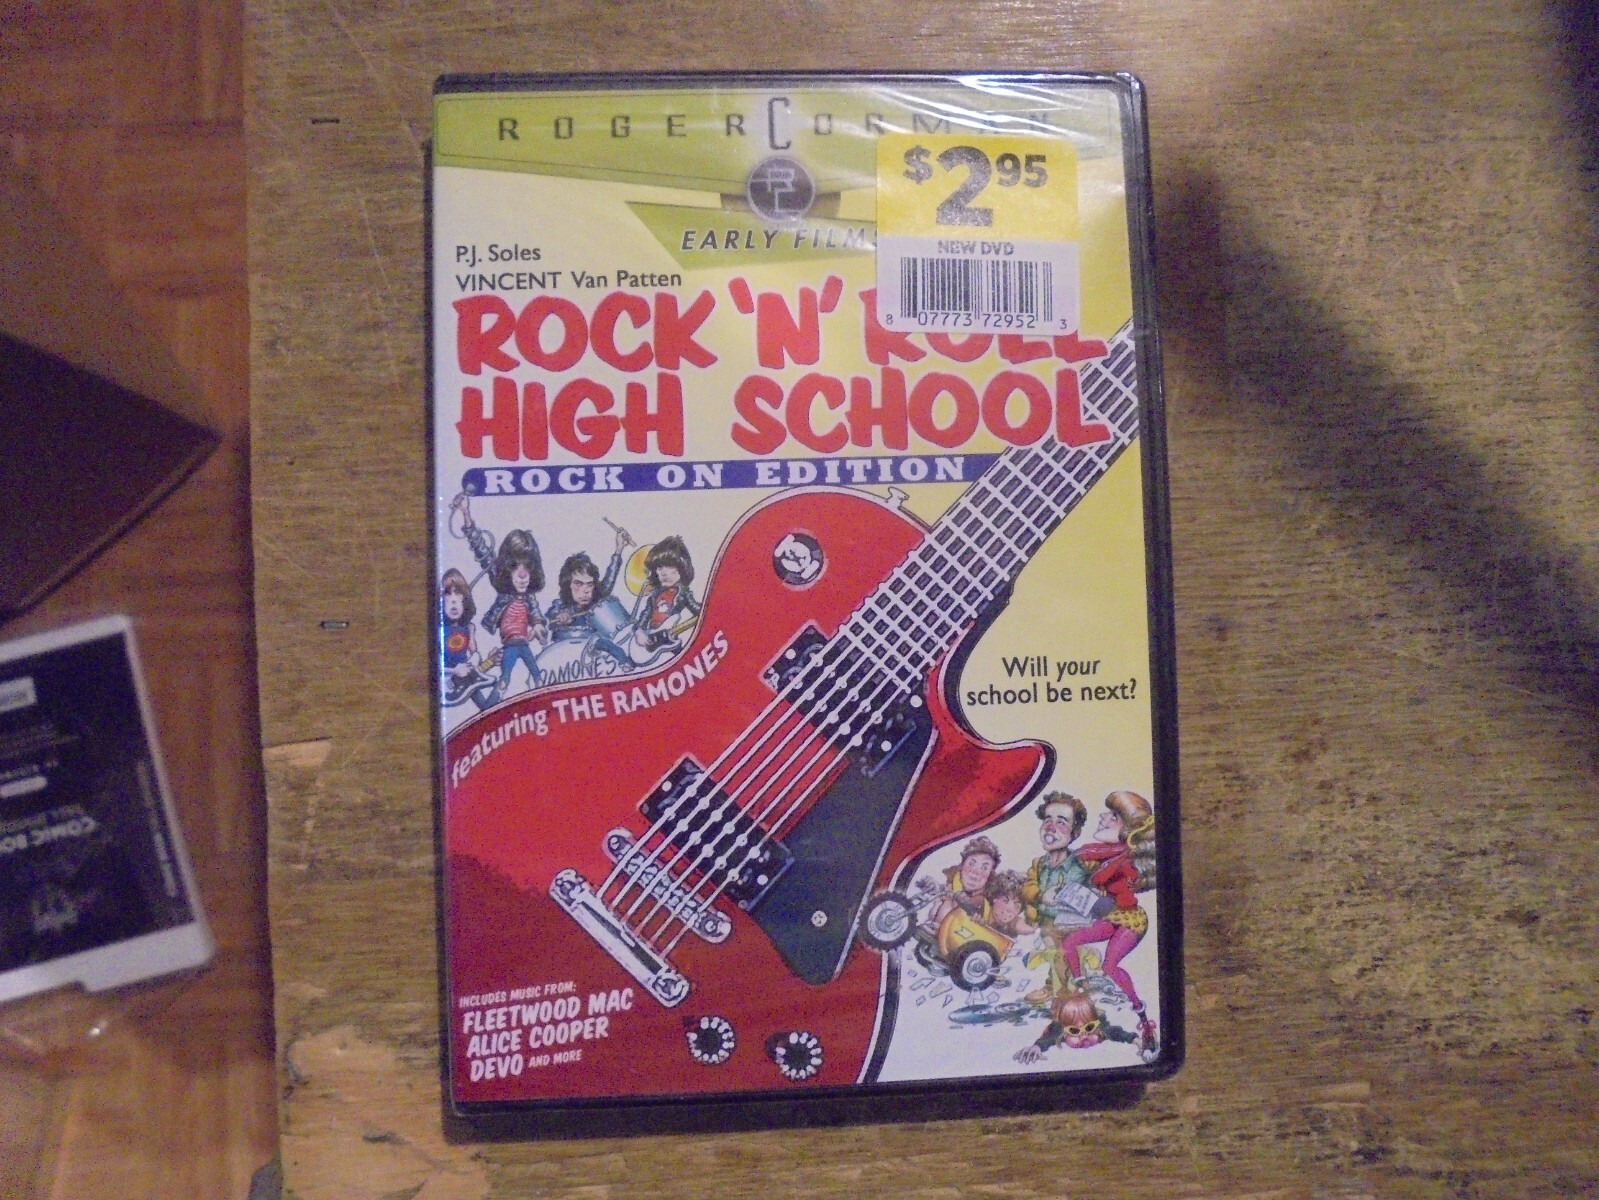 ROGER CORMAN
$2.95
NEW DVD
8 07773 72952 3
EARLY FILMS
P.J. Soles
VINCENT Van Patten
ROCK 'N' ROLL
HIGH SCHOOL
ROCK ON EDITION
RAMONES
featuring THE RAMONES
Will your
school be next?
INCLUDES MUSIC FROM:
FLEETWOOD MAC
ALICE COOPER
DEVO AND MORE